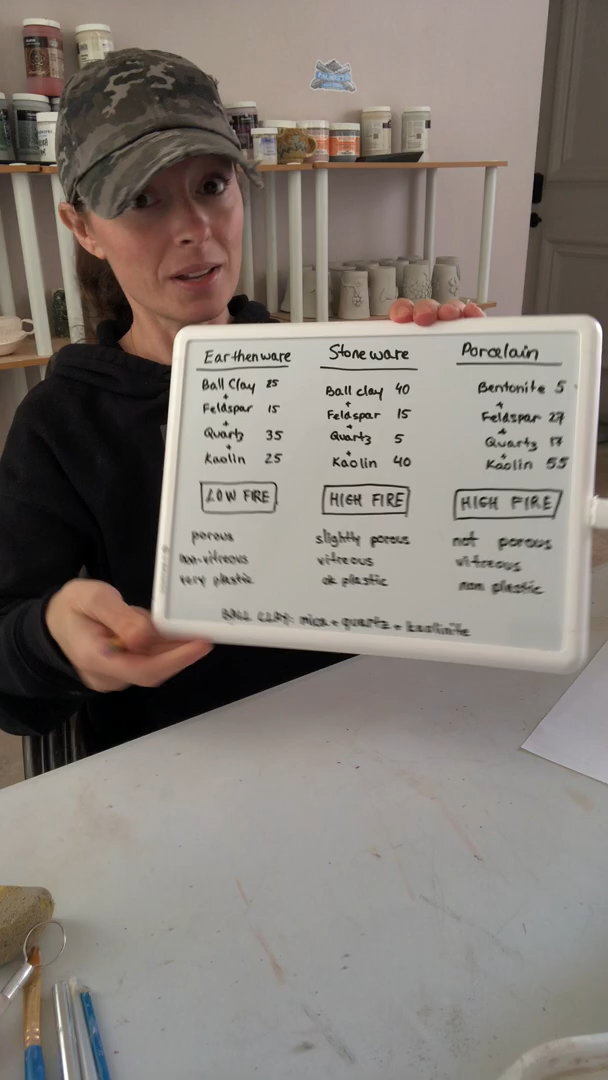 Earthenware
Ball Clay 25
+
Feldspar 15
+
Quartz 35
+
Kaolin 25
LOW FIRE
porous
non-vitreous
very plastic
Stoneware
Ball clay 40
+
Feldspar 15
+
Quartz 5
+
Kaolin 40
HIGH FIRE
slightly porous
vitreous
ok plastic
Porcelain
Bentonite 5
+
Feldspar 27
+
Quartz 17
+
Kaolin 55
HIGH FIRE
not porous
vitreous
non plastic
BALL CLAY: mica + quartz + kaolinite